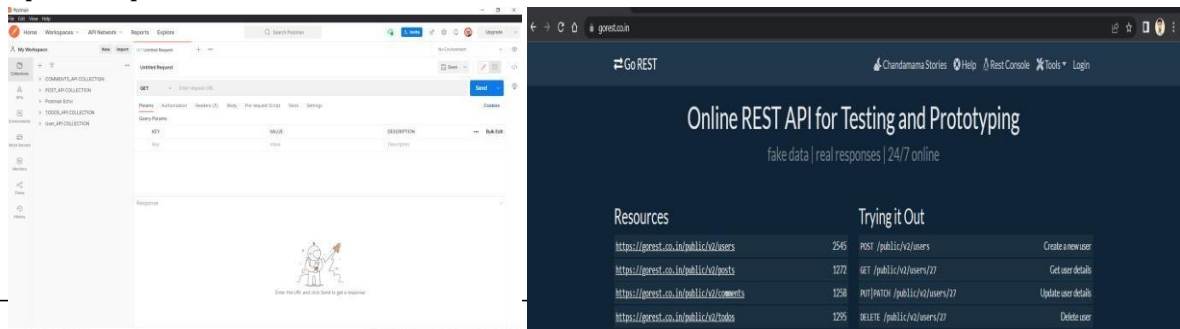 Postman
File Edit View Help
Home Workspaces API Network Reports Explore
Search Postman
Invite
Upgrade
My Workspace
New Import
Untitled Request
No Environment
Collections
COMMENTS_API COLLECTION
POST_API COLLECTION
Postman Echo
TODOS_API COLLECTION
User_API COLLECTION
APIs
Environments
Mock Servers
Monitors
History
Untitled Request
Save
GET
Enter request URL
Send
Params Authorization Headers Body Pre-request Script Tests Settings
Cookies
Query Params
KEY VALUE DESCRIPTION Bulk Edit
Key Value Description
Response
Enter the URL and click Send to get a response
gorest.co.in
Go REST
Chandamama Stories Help Rest Console Tools Login
Online REST API for Testing and Prototyping
fake data | real responses | 24/7 online
Resources
https://gorest.co.in/public/v2/users 2545
https://gorest.co.in/public/v2/posts 1272
https://gorest.co.in/public/v2/comments 1258
https://gorest.co.in/public/v2/todos 1295
Trying it Out
POST /public/v2/users Create a new user
GET /public/v2/users/27 Get user details
PUT|PATCH /public/v2/users/27 Update user details
DELETE /public/v2/users/27 Delete user